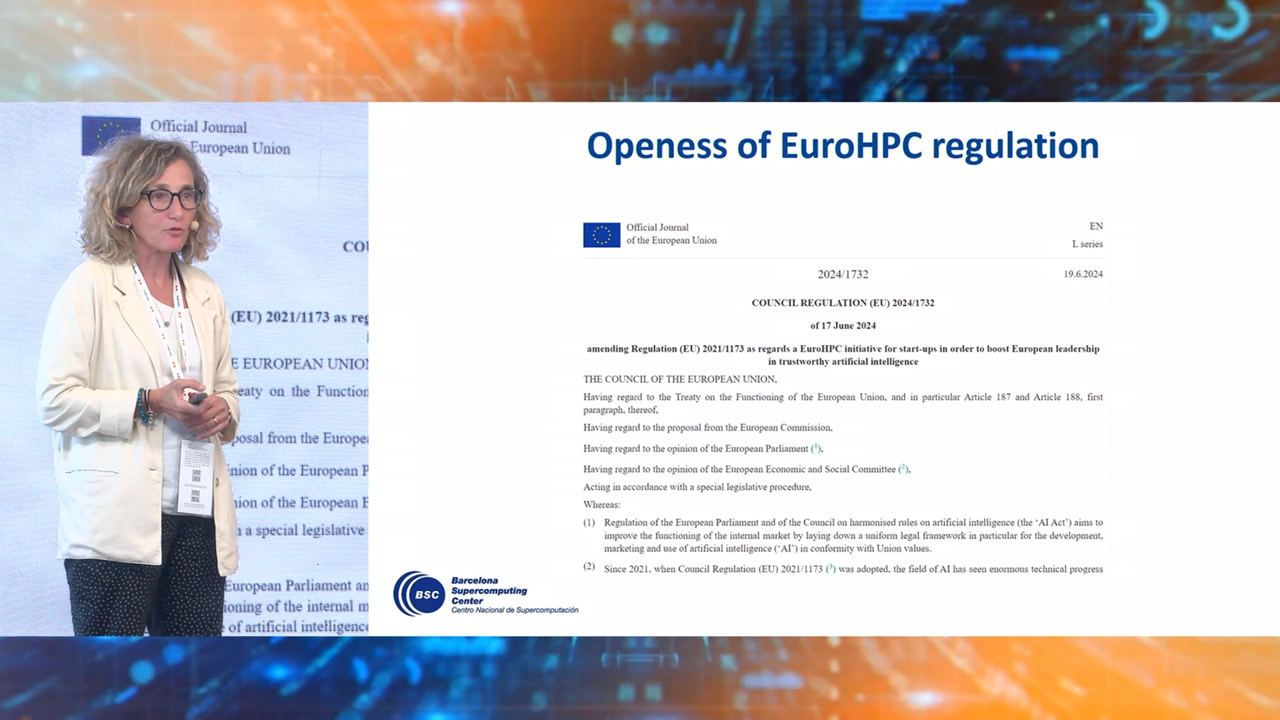 Official Journal
European Union
COU
(EU) 2021/1173 as reg
E EUROPEAN UNION
eaty on the Function
posal from the Europe
inion of the European P
nion of the European E
n a special legislative
European Parliament an
ioning of the internal m
of artificial intelligence
Openess of EuroHPC regulation
Official Journal
of the European Union
EN
L series
2024/1732
19.6.2024
COUNCIL REGULATION (EU) 2024/1732
of 17 June 2024
amending Regulation (EU) 2021/1173 as regards a EuroHPC initiative for start-ups in order to boost European leadership
in trustworthy artificial intelligence
THE COUNCIL OF THE EUROPEAN UNION,
Having regard to the Treaty on the Functioning of the European Union, and in particular Article 187 and Article 188, first
paragraph, thereof,
Having regard to the proposal from the European Commission,
Having regard to the opinion of the European Parliament (1),
Having regard to the opinion of the European Economic and Social Committee (2),
Acting in accordance with a special legislative procedure,
Whereas:
(1) Regulation of the European Parliament and of the Council on harmonised rules on artificial intelligence (the ‘AI Act’) aims to
improve the functioning of the internal market by laying down a uniform legal framework in particular for the development,
marketing and use of artificial intelligence (‘AI’) in conformity with Union values.
(2) Since 2021, when Council Regulation (EU) 2021/1173 (3) was adopted, the field of AI has seen enormous technical progress
BSC
Barcelona
Supercomputing
Center
Centro Nacional de Supercomputación